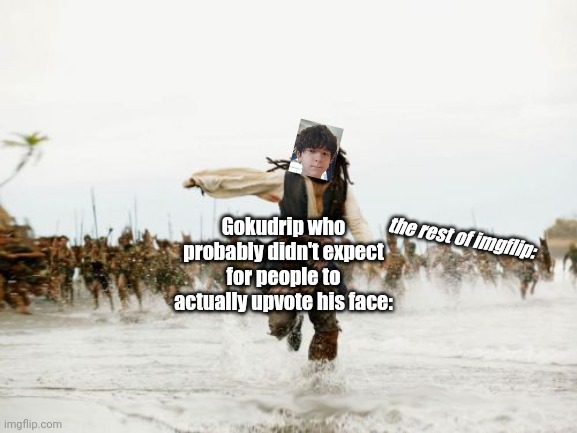 Gokudrip who
probably didn't expect
for people to
actually upvote his face:
the rest of imgflip:
imgflip.com